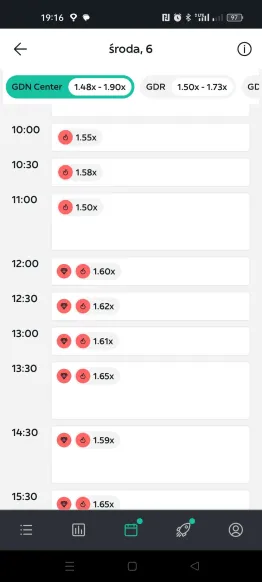 19:16 97
środa, 6
GDN Center 1.48x - 1.90x GDR 1.50x - 1.73x GD
10:00 1.55x
10:30 1.58x
11:00 1.50x
12:00 1.60x
12:30 1.62x
13:00 1.61x
13:30 1.65x
14:30 1.59x
15:30 1.65x